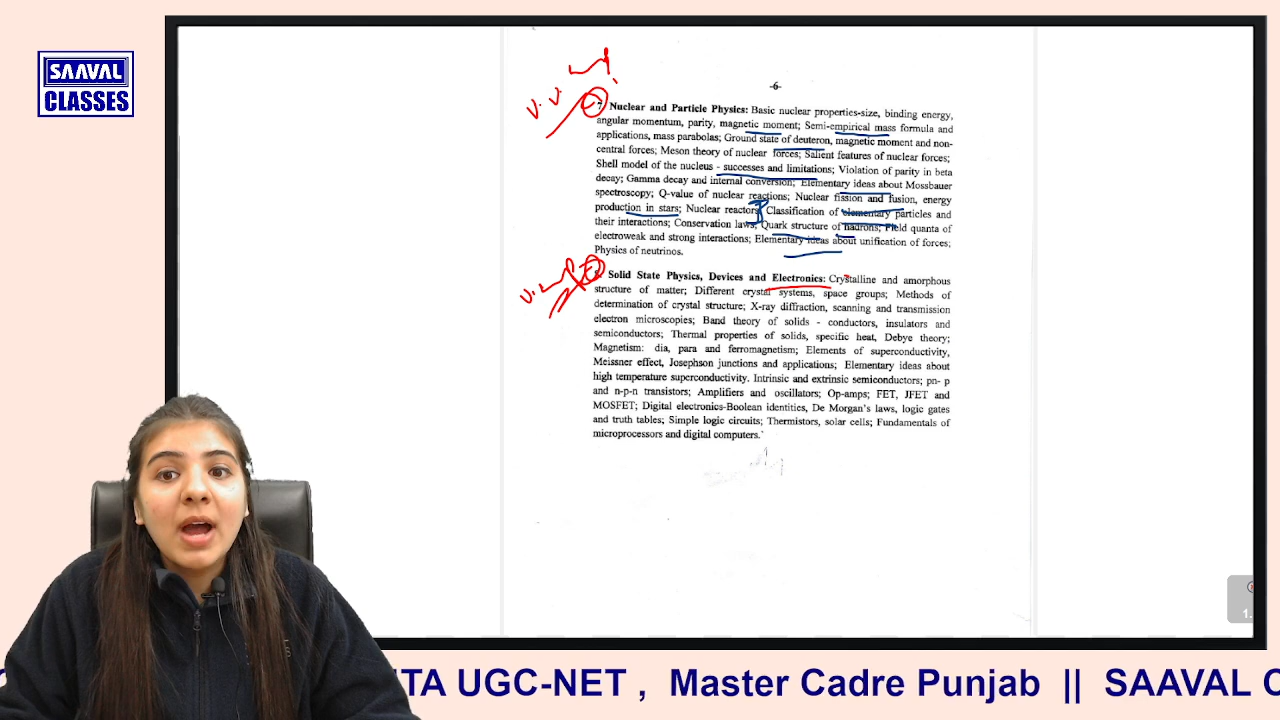 SAAVAL
CLASSES
-6-
7. Nuclear and Particle Physics: Basic nuclear properties-size, binding energy,
angular momentum, parity, magnetic moment; Semi-empirical mass formula and
applications, mass parabolas; Ground state of deuteron, magnetic moment and non-
central forces; Meson theory of nuclear forces; Salient features of nuclear forces;
Shell model of the nucleus - successes and limitations; Violation of parity in beta
decay; Gamma decay and internal conversion; Elementary ideas about Mossbauer
spectroscopy; Q-value of nuclear reactions; Nuclear fission and fusion, energy
production in stars; Nuclear reactors; Classification of elementary particles and
their interactions; Conservation laws; Quark structure of hadrons; Field quanta of
electroweak and strong interactions; Elementary ideas about unification of forces;
Physics of neutrinos.
Solid State Physics, Devices and Electronics: Crystalline and amorphous
structure of matter; Different crystal systems, space groups; Methods of
determination of crystal structure; X-ray diffraction, scanning and transmission
electron microscopies; Band theory of solids - conductors, insulators and
semiconductors; Thermal properties of solids, specific heat, Debye theory;
Magnetism: dia, para and ferromagnetism; Elements of superconductivity,
Meissner effect, Josephson junctions and applications; Elementary ideas about
high temperature superconductivity. Intrinsic and extrinsic semiconductors; pn- p
and n-p-n transistors; Amplifiers and oscillators; Op-amps; FET, JFET and
MOSFET; Digital electronics-Boolean identities, De Morgan's laws, logic gates
and truth tables; Simple logic circuits; Thermistors, solar cells; Fundamentals of
microprocessors and digital computers.
V.V. imp
V. imp
1.
TA UGC-NET , Master Cadre Punjab || SAAVAL C